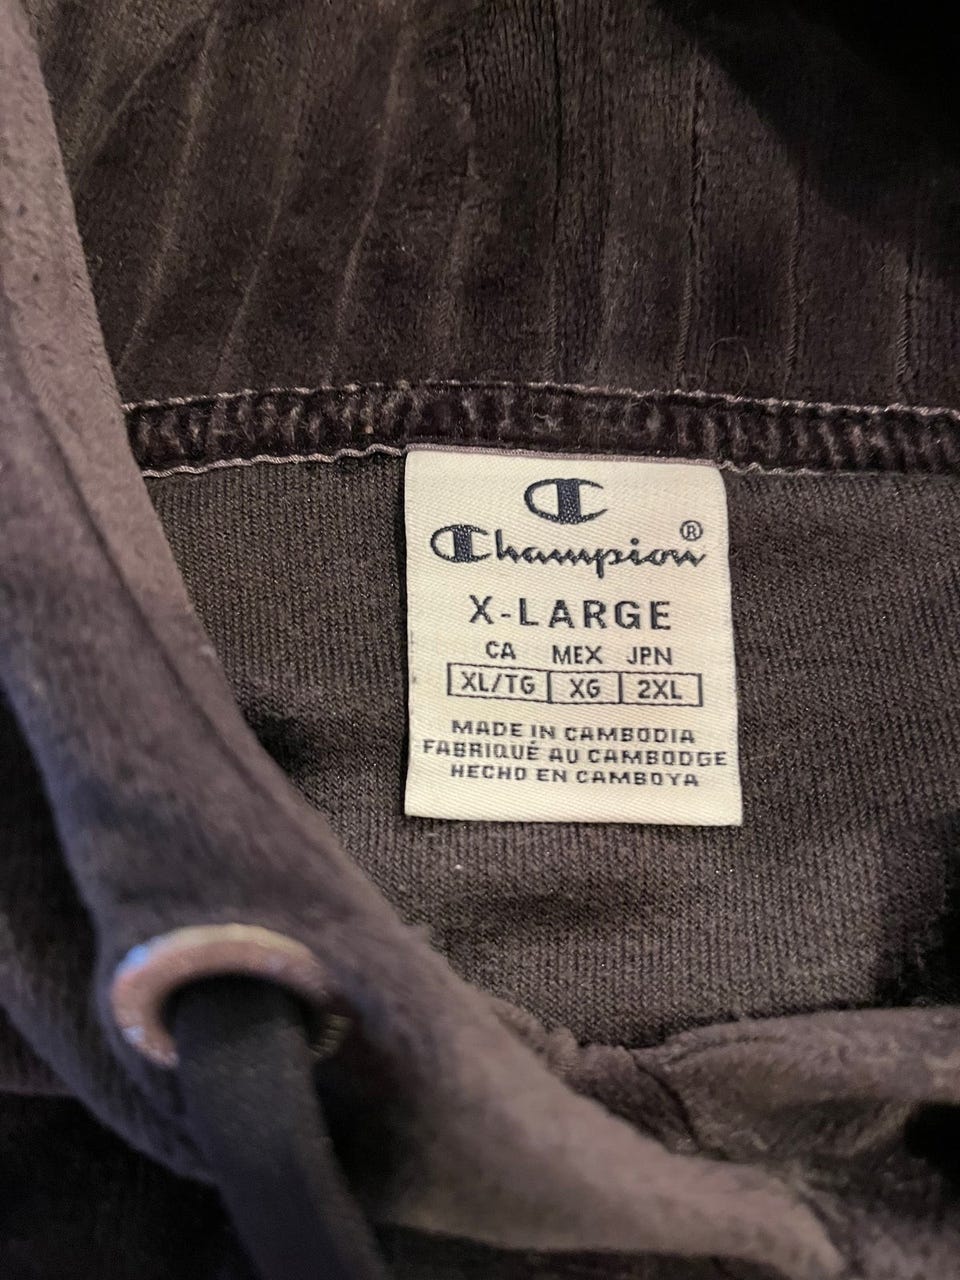 C
Champion®
X-LARGE
CA MEX JPN
XL/TG XG 2XL
MADE IN CAMBODIA
FABRIQUÉ AU CAMBODGE
HECHO EN CAMBOYA